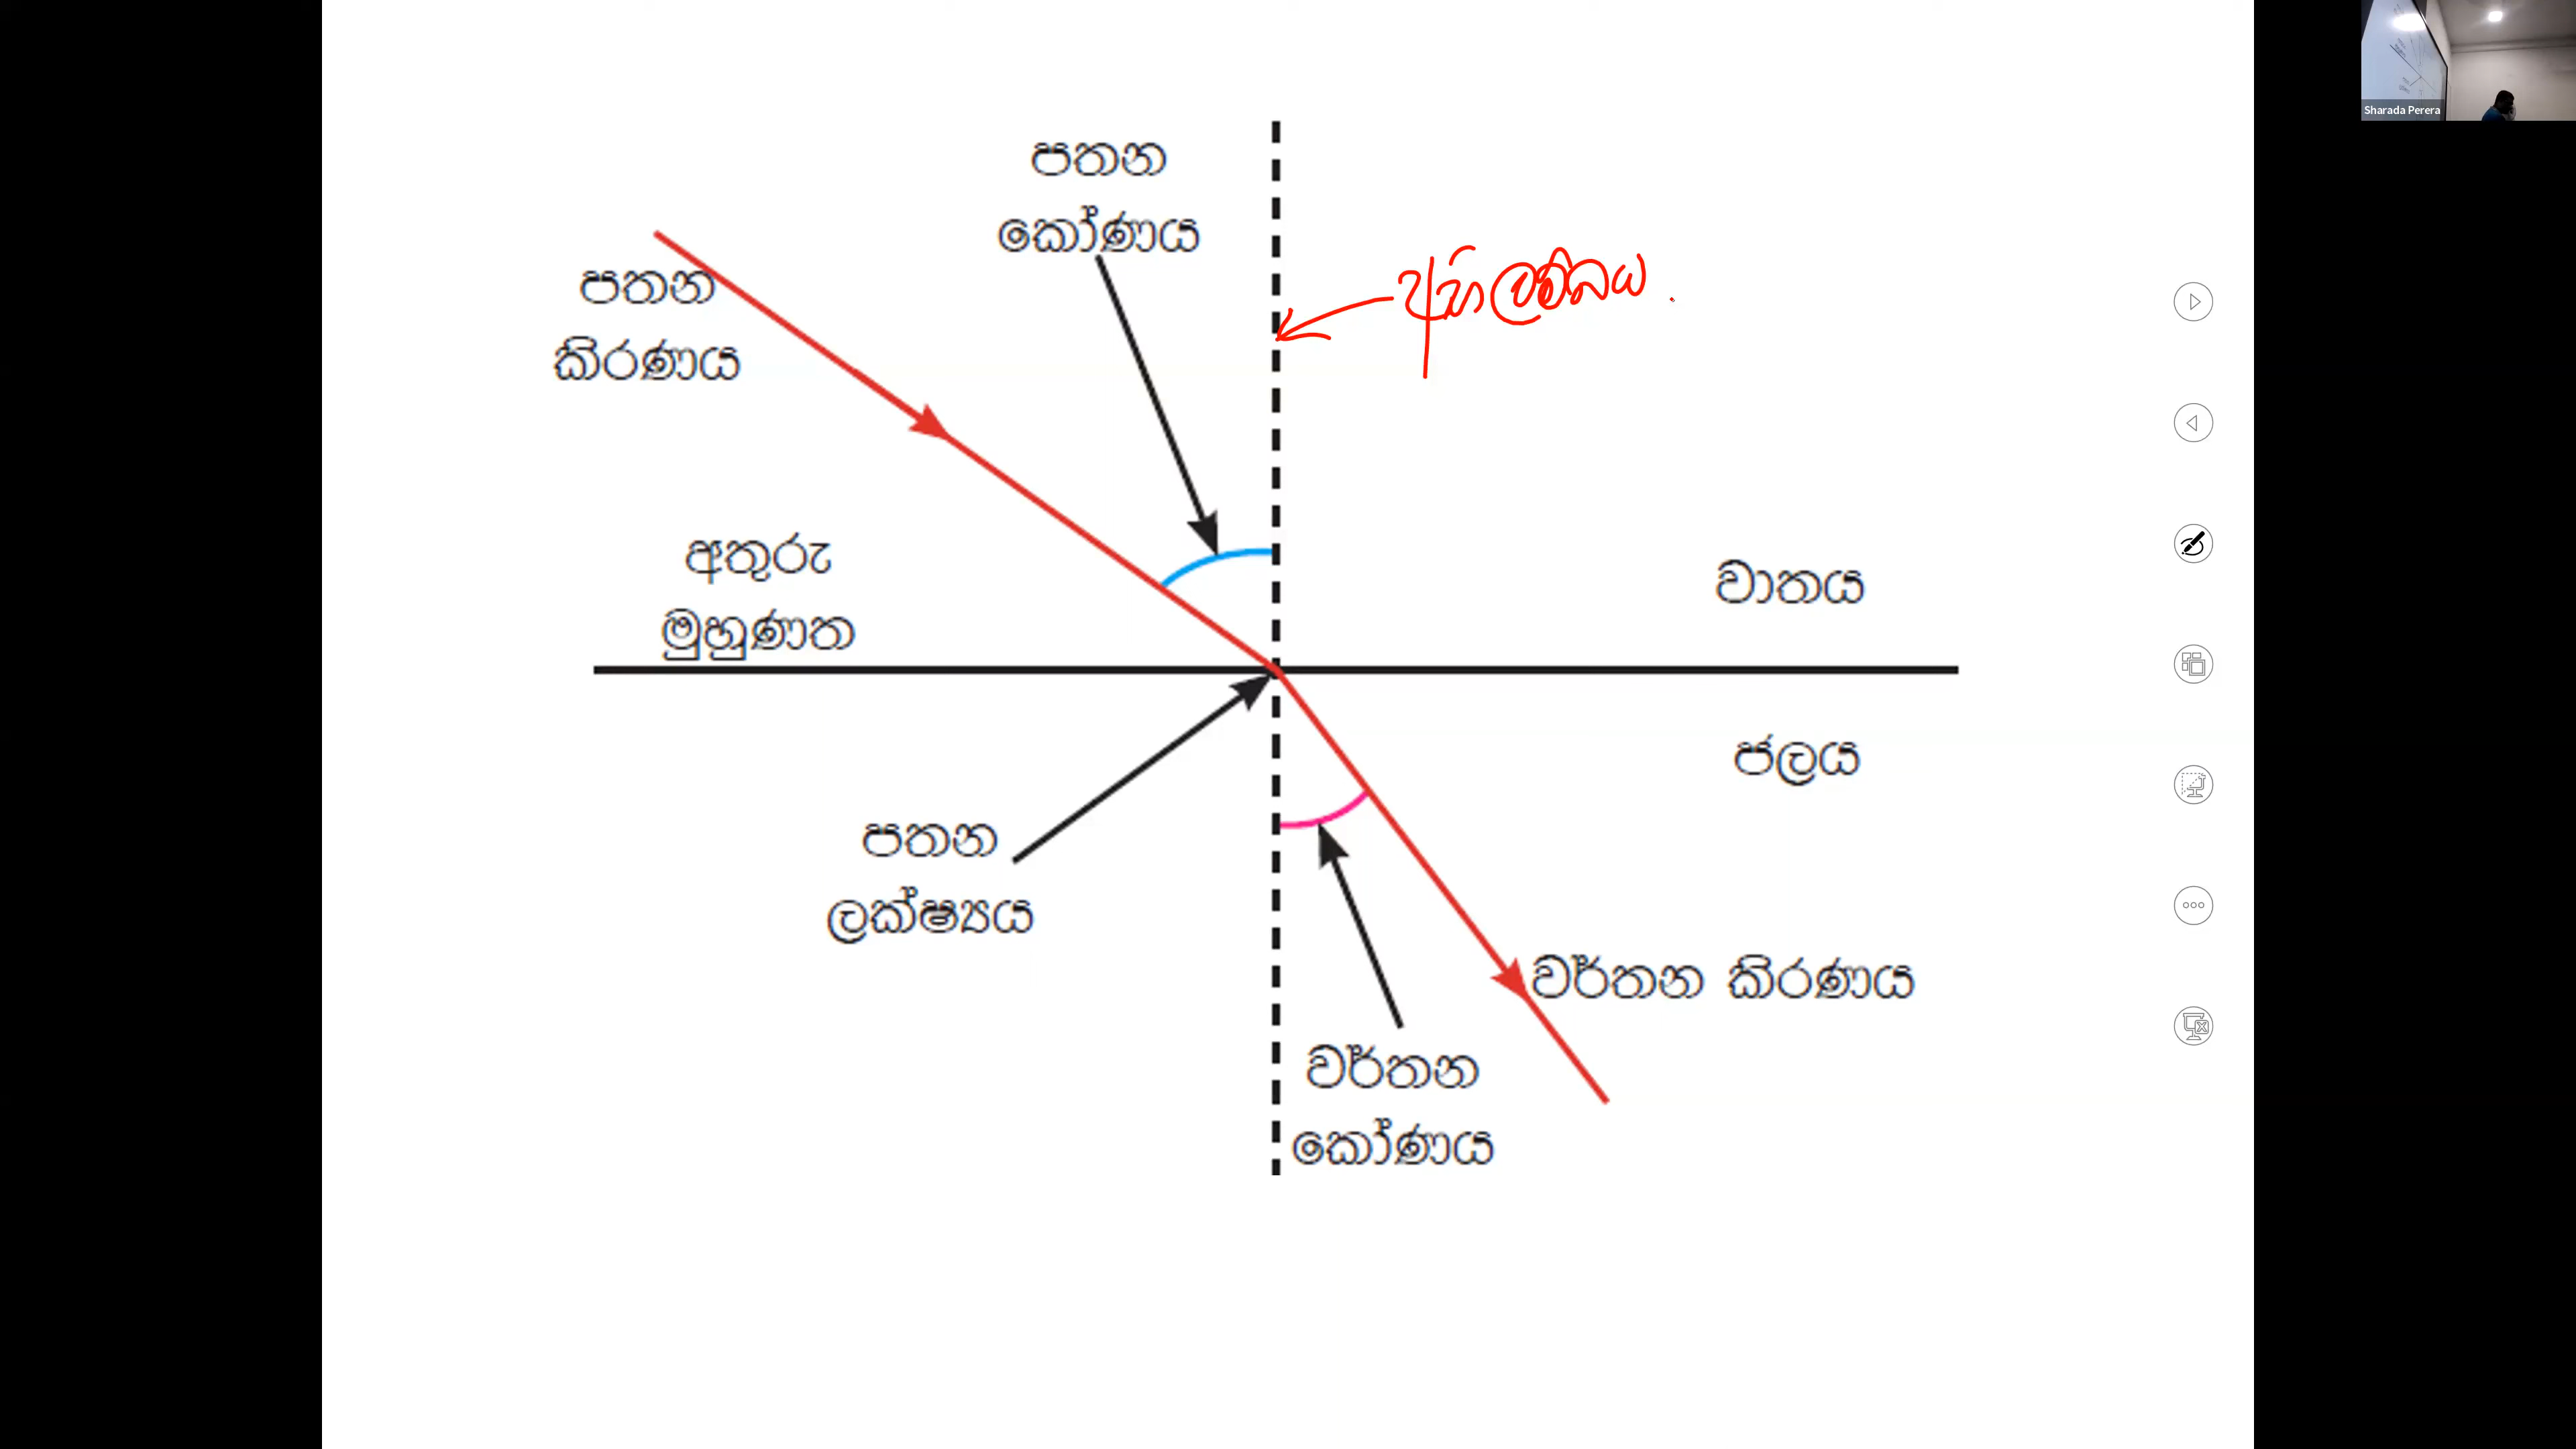 Sharada Perera
පතන
කෝණය
පතන
කිරණය
අභිලම්බය.
අතුරු
මුහුණත
වාතය
ජලය
පතන
ලක්ෂ්‍යය
වර්තන කිරණය
වර්තන
කෝණය